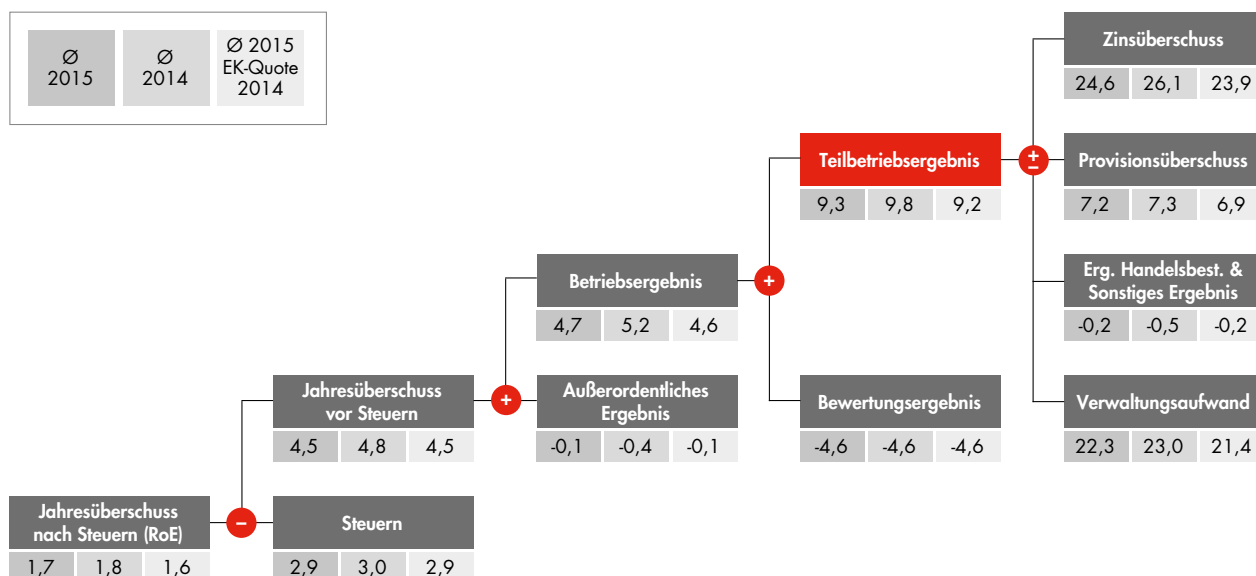 Ø
2015
Ø
2014
Ø 2015
EK-Quote
2014
Zinsüberschuss
24,6 26,1 23,9
Teilbetriebsergebnis
+
−
Provisionsüberschuss
9,3 9,8 9,2
7,2 7,3 6,9
Betriebsergebnis
+
Erg. Handelsbest. &
Sonstiges Ergebnis
4,7 5,2 4,6
-0,2 -0,5 -0,2
Jahresüberschuss
vor Steuern
+
Außerordentliches
Ergebnis
Bewertungsergebnis
Verwaltungsaufwand
4,5 4,8 4,5
-0,1 -0,4 -0,1
-4,6 -4,6 -4,6
22,3 23,0 21,4
Jahresüberschuss
nach Steuern (RoE)
−
Steuern
1,7 1,8 1,6
2,9 3,0 2,9